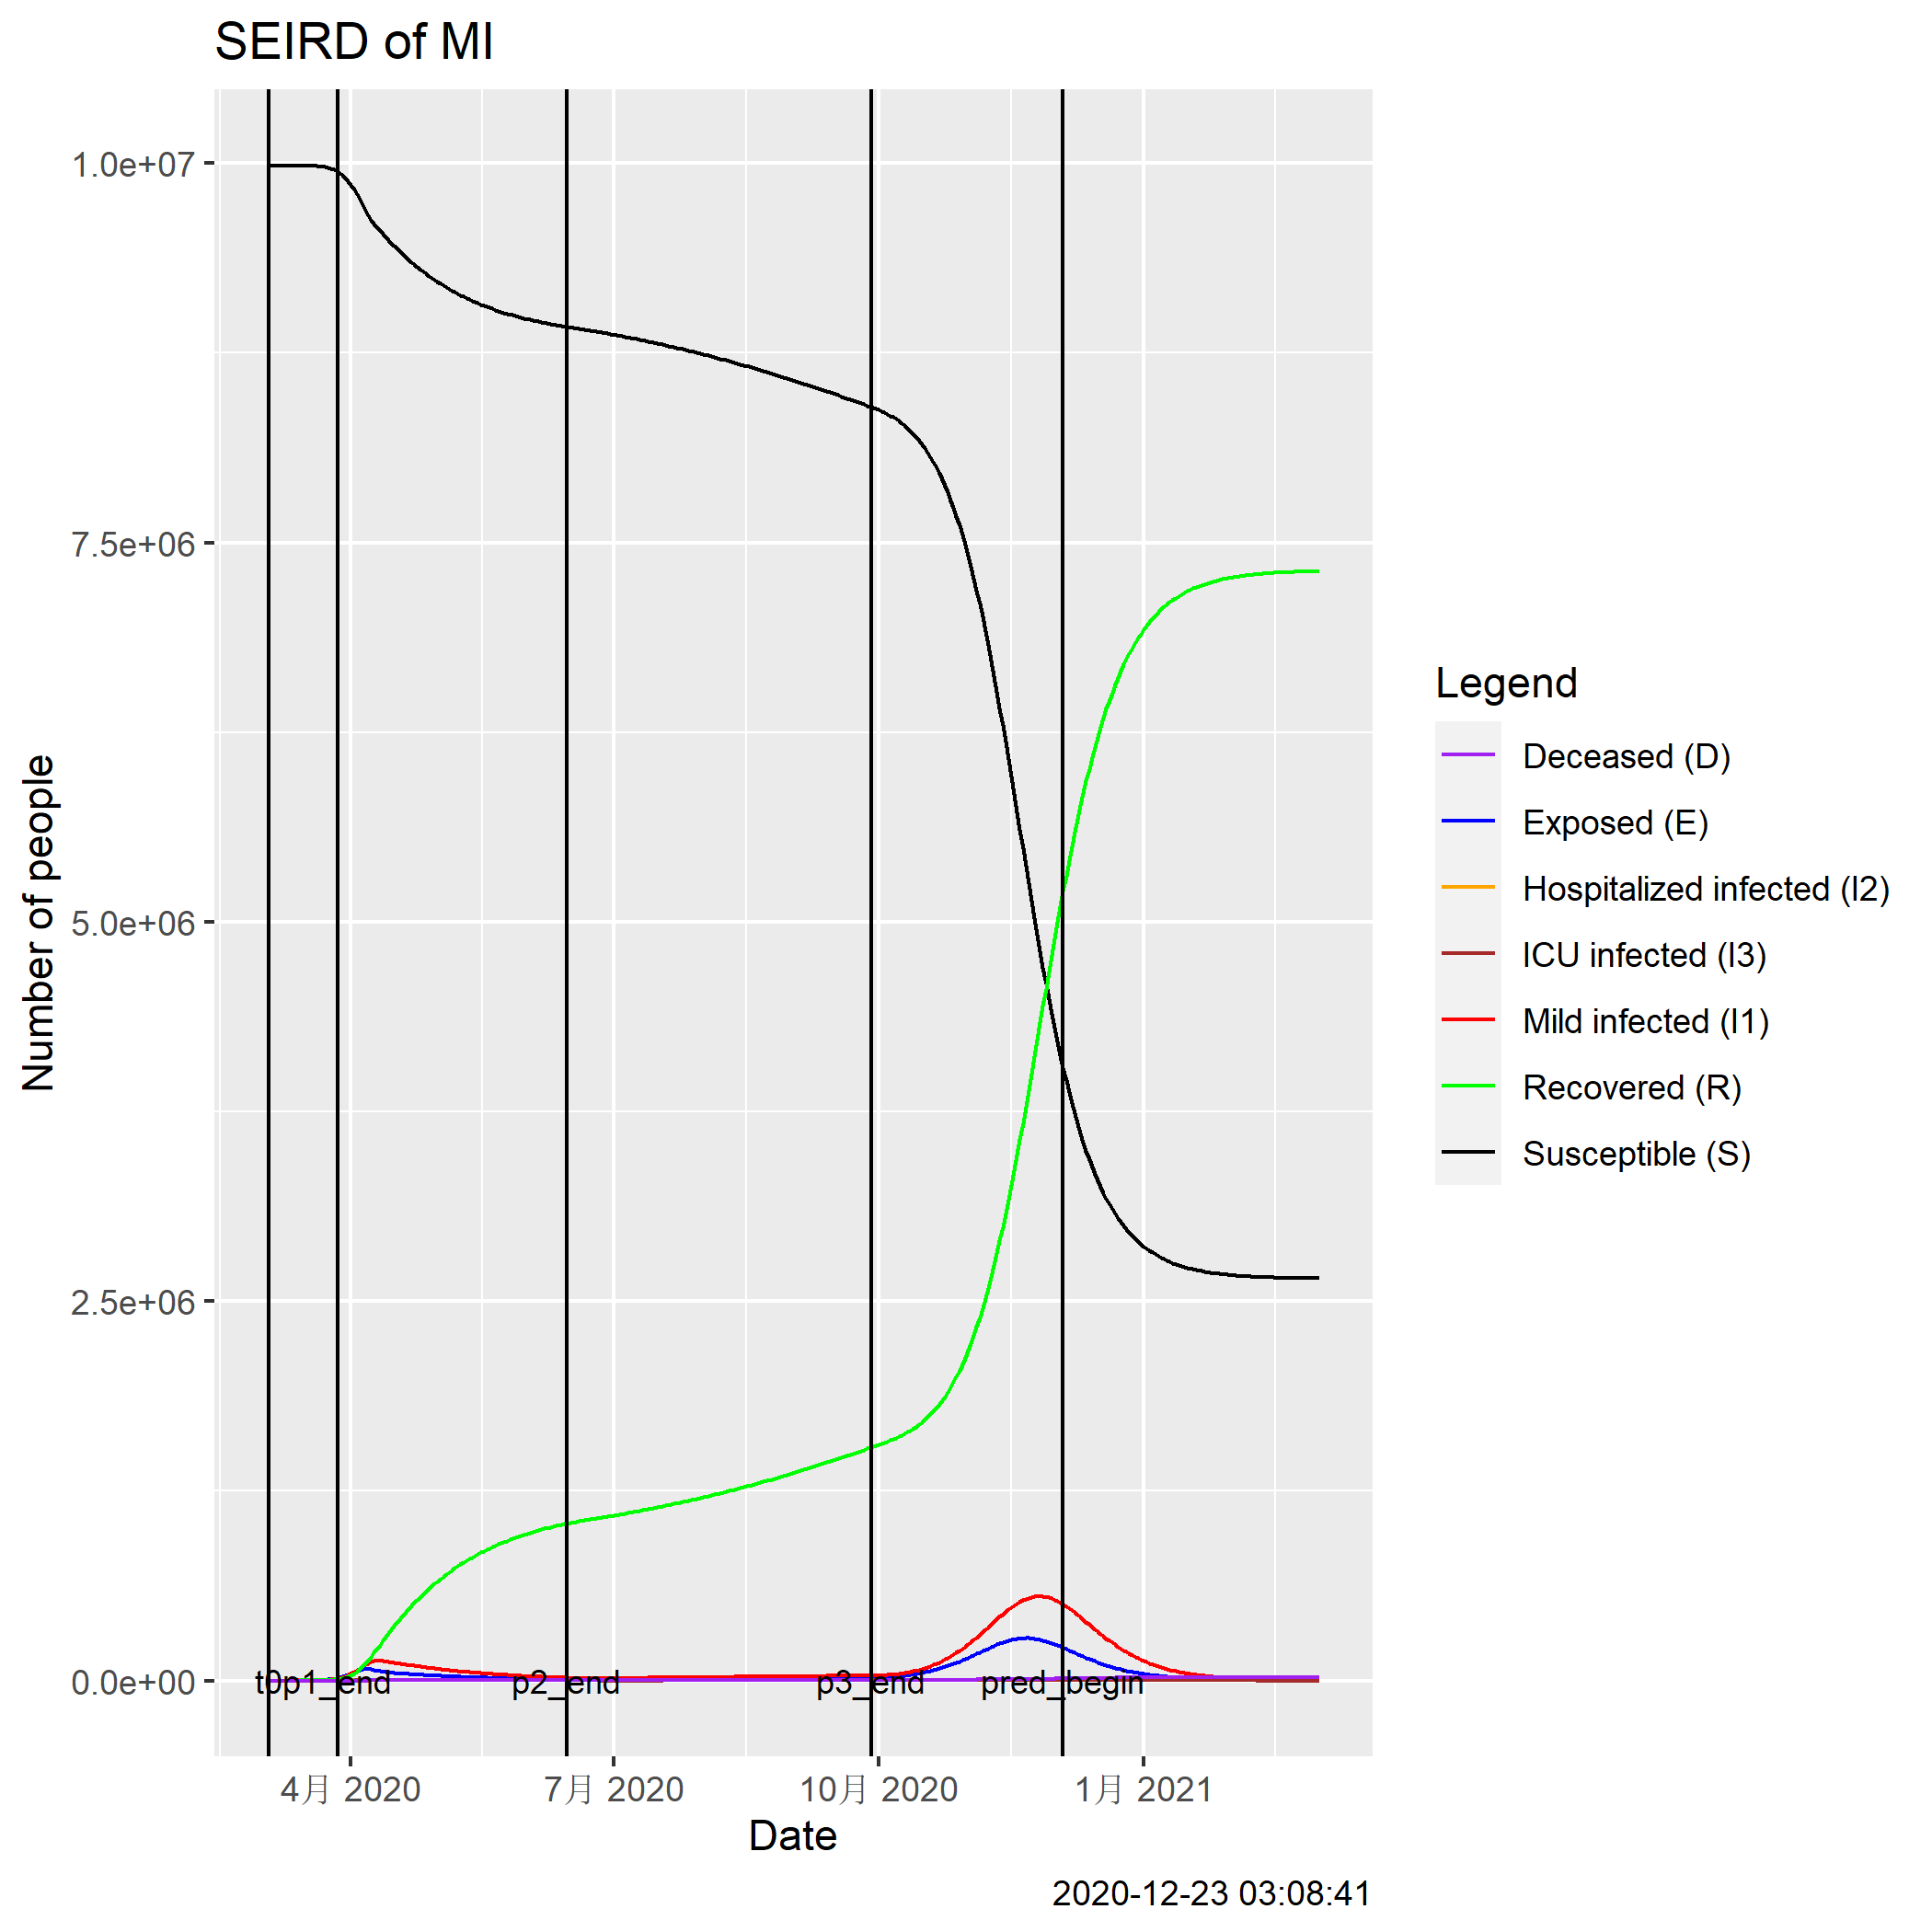 SEIRD of MI
Number of people
1.0e+07
7.5e+06
5.0e+06
2.5e+06
0.0e+00
t0p1_end
p2_end
p3_end
pred_begin
4月 2020
7月 2020
10月 2020
1月 2021
Date
Legend
Deceased (D)
Exposed (E)
Hospitalized infected (I2)
ICU infected (I3)
Mild infected (I1)
Recovered (R)
Susceptible (S)
2020-12-23 03:08:41